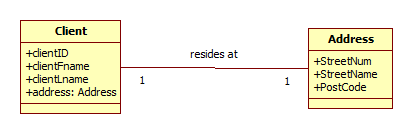 Client
+clientID
+clientFname
+clientLname
+address: Address
resides at
1
1
Address
+StreetNum
+StreetName
+PostCode